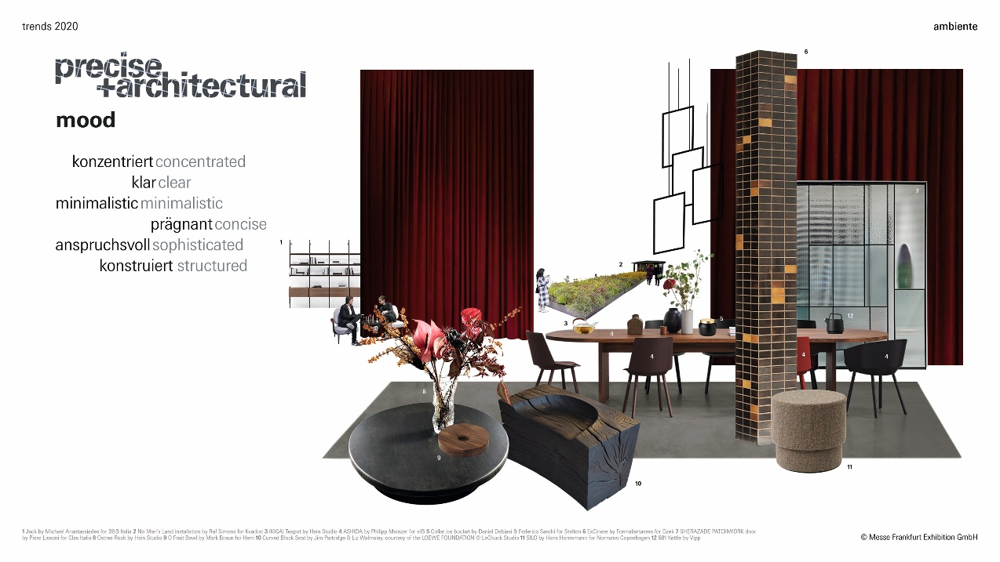 trends 2020
ambiente
precise
+architectural
mood
konzentriert concentrated
klar clear
minimalistic minimalistic
prägnant concise
anspruchsvoll sophisticated
konstruiert structured
1
2
3
4
4
5
6
7
12
4
4
8
9
10
11
1 Jack by Michael Anastassiades for B&B Italia 2 No Man's Land installation by Raf Simons for Kvadrat 3 IKIGAI Teapot by Hein Studio 4 ASHIDA by Philipp Mainzer for e15 5 Collar ice bucket by Daniel Debiasi & Federico Sandri for Stelton 6 ExCinere by Formafantasma for Dzek 7 SHERAZADE PATCHWORK door
by Piero Lissoni for Glas Italia 8 Ostrea Rock by Hein Studio 9 O Fruit Bowl by Mark Braun for Hem 10 Curved Block Seat by Jim Partridge & Liz Walmsley, courtesy of the LOEWE FOUNDATION © LeChuck Studio 11 SILO by Hans Hornemann for Normann Copenhagen 12 501 Kettle by Vipp
© Messe Frankfurt Exhibition GmbH